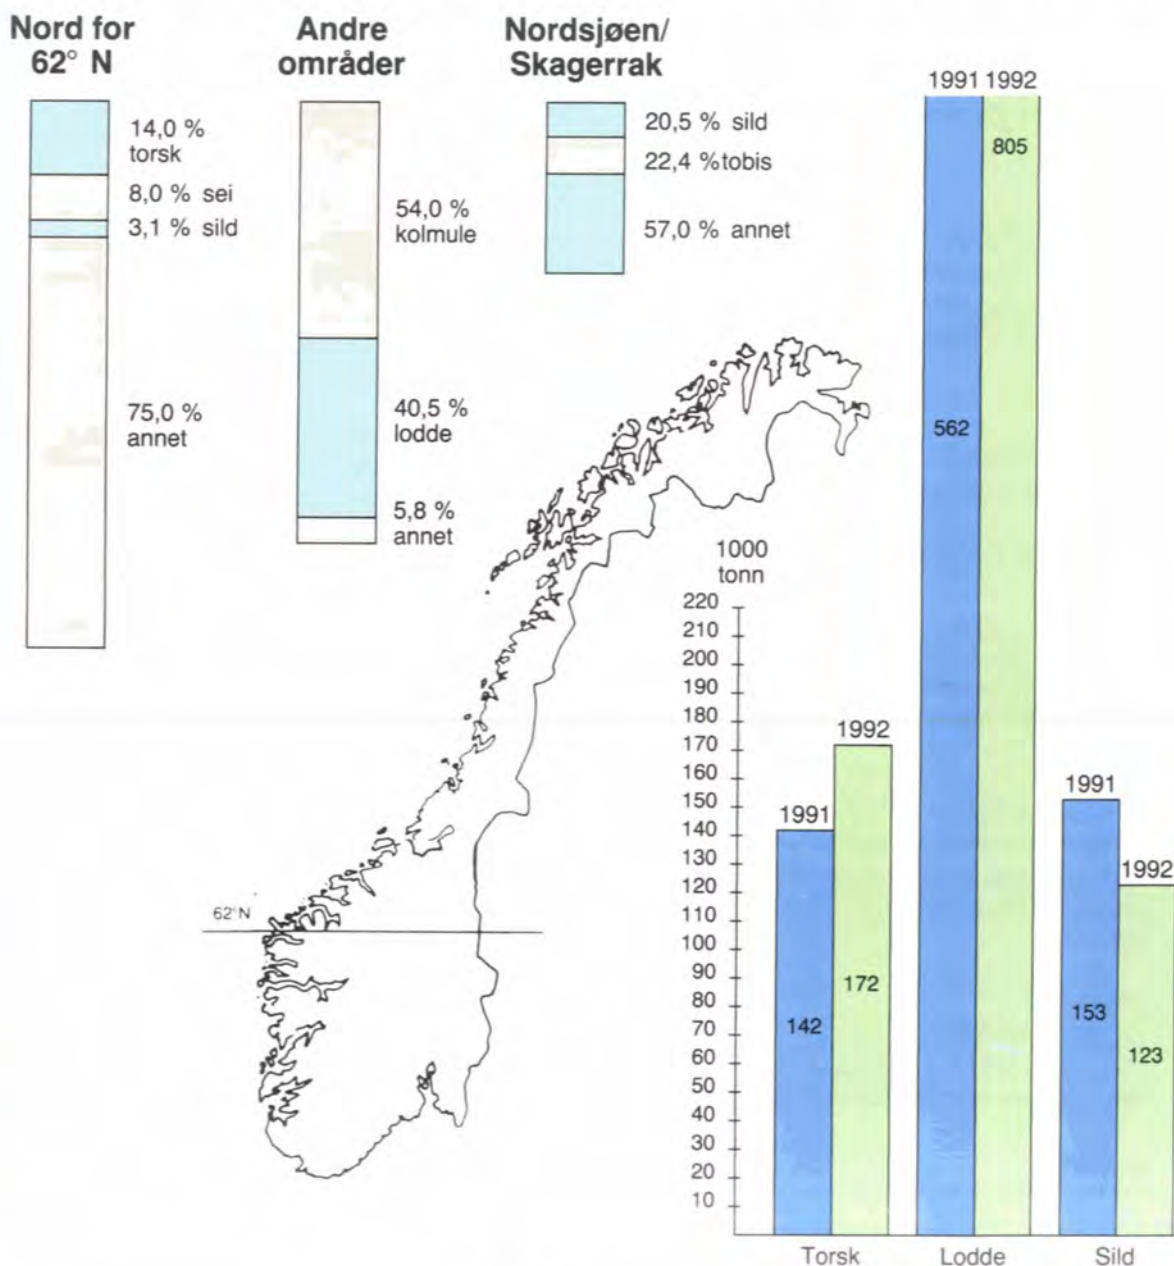 Nord for
62° N
14,0 %
torsk
8,0 % sei
3,1 % sild
75,0 %
annet
Andre
områder
54,0 %
kolmule
40,5 %
lodde
5,8 %
annet
Nordsjøen/
Skagerrak
20,5 % sild
22,4 % tobis
57,0 % annet
62°N
1000
tonn
220
210
200
190
180
170
160
150
140
130
120
110
100
90
80
70
60
50
40
30
20
10
1991
142
1992
172
Torsk
1991 1992
562
805
Lodde
1991
153
1992
123
Sild